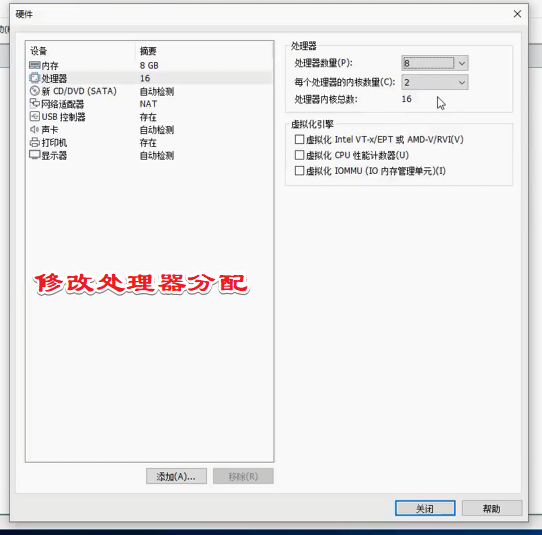 硬件
设备 摘要
内存 8 GB
处理器 16
新 CD/DVD (SATA) 自动检测
网络适配器 NAT
USB 控制器 存在
声卡 自动检测
打印机 存在
显示器 自动检测
修改处理器分配
添加(A)... 移除(R)
处理器
处理器数量(P): 8
每个处理器的内核数量(C): 2
处理器内核总数: 16
虚拟化引擎
虚拟化 Intel VT-x/EPT 或 AMD-V/RVI(V)
虚拟化 CPU 性能计数器(U)
虚拟化 IOMMU (IO 内存管理单元)(I)
关闭 帮助